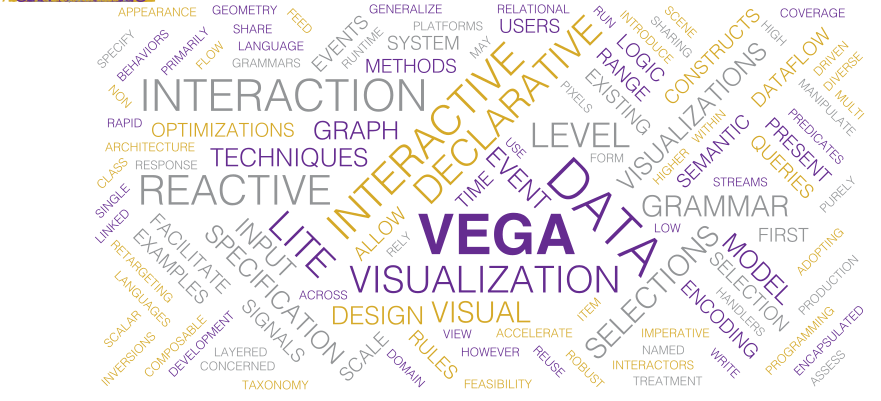 APPEARANCE
GEOMETRY
FEED
GENERALIZE
RELATIONAL
RUN
SCENE
COVERAGE
SPECIFY
BEHAVIORS
PRIMARILY
FLOW
SHARE
LANGUAGE
GRAMMARS
EVENTS
RUNTIME
PLATFORMS
SYSTEM
MAY
USERS
INTRODUCE
SHARING
HIGH
METHODS
LOGIC
RANGE
CONSTRUCTS
DATAFLOW
DRIVEN
DIVERSE
NON
INTERACTION
INTERACTIVE
DECLARATIVE
PIXELS
EXISTING
VISUALIZATIONS
MANIPULATE
MULTI
RAPID
OPTIMIZATIONS
GRAPH
LEVEL
WITHIN
PREDICATES
ARCHITECTURE
TECHNIQUES
USE
FORM
HIGHER
SEMANTIC
PRESENT
QUERIES
CLASS
RESPONSE
REACTIVE
TIME
EVENT
DATA
STREAMS
PURELY
SINGLE
LINKED
GRAMMAR
LITE
ALLOW
RELY
VEGA
LOW
FIRST
FACILITATE
EXAMPLES
INPUT
SPECIFICATION
VISUALIZATION
SELECTIONS
MODEL
SELECTION
HANDLERS
ADOPTING
RETARGETING
LANGUAGES
ACROSS
ENCODING
PRODUCTION
SIGNALS
DESIGN
VISUAL
ITEM
SCALAR
INVERSIONS
COMPOSABLE
DEVELOPMENT
VIEW
ACCELERATE
IMPERATIVE
PROGRAMMING
ENCAPSULATED
LAYERED
SCALE
DOMAIN
RULES
HOWEVER
REUSE
ROBUST
NAMED
WRITE
ASSESS
CONCERNED
INTERACTORS
TAXONOMY
FEASIBILITY
TREATMENT